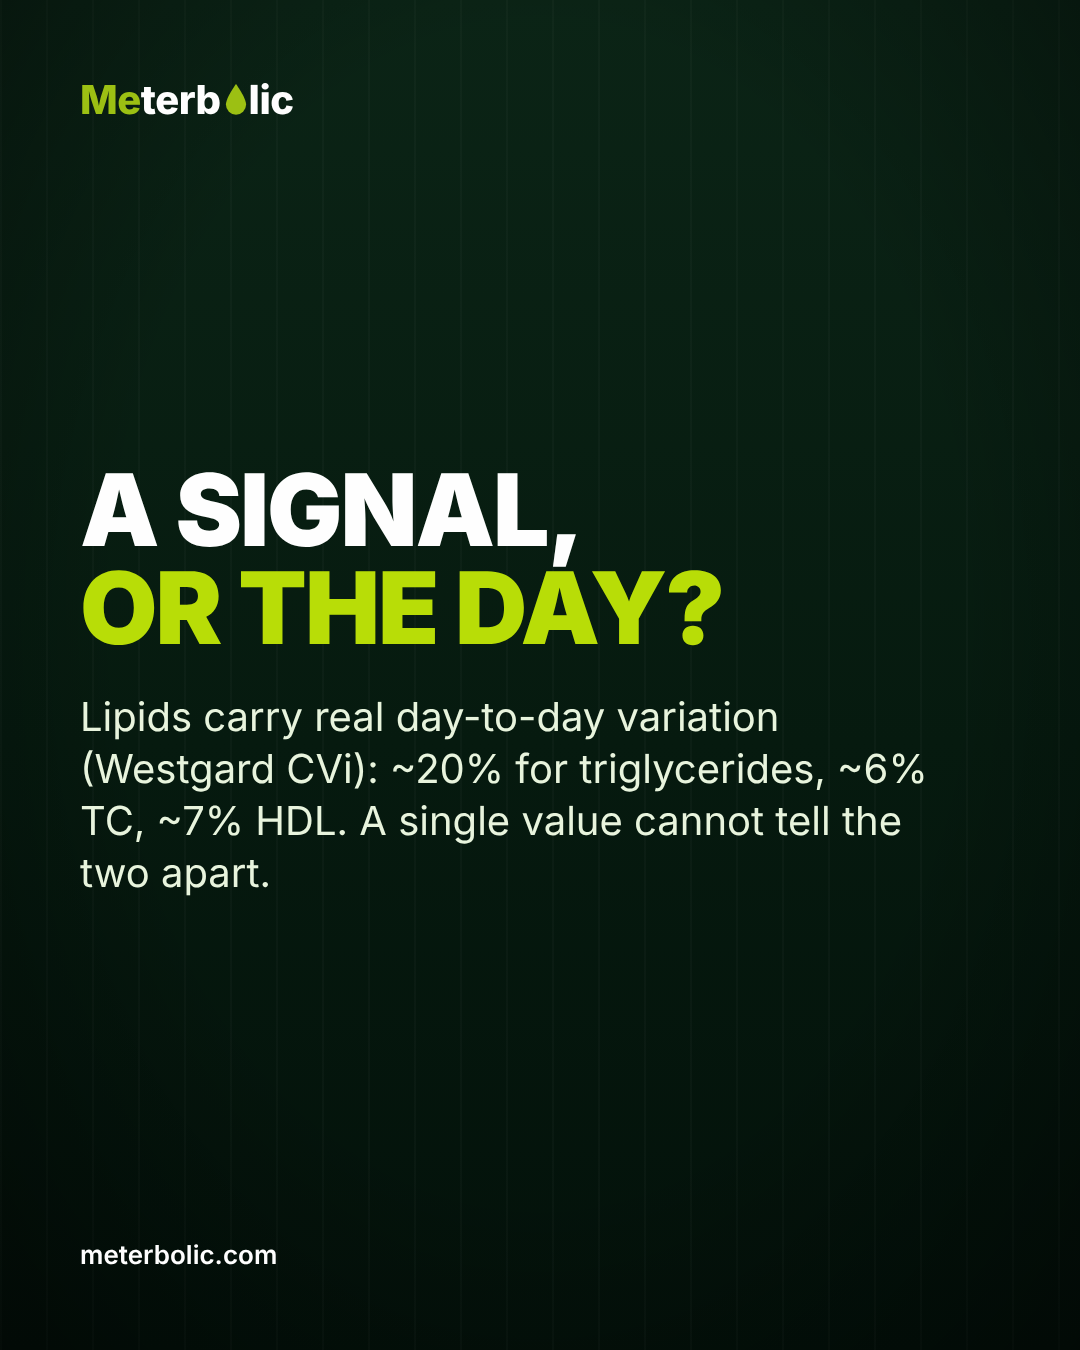 Meterbolic
A SIGNAL,
OR THE DAY?
Lipids carry real day-to-day variation
(Westgard CVi): ~20% for triglycerides, ~6%
TC, ~7% HDL. A single value cannot tell the
two apart.
meterbolic.com